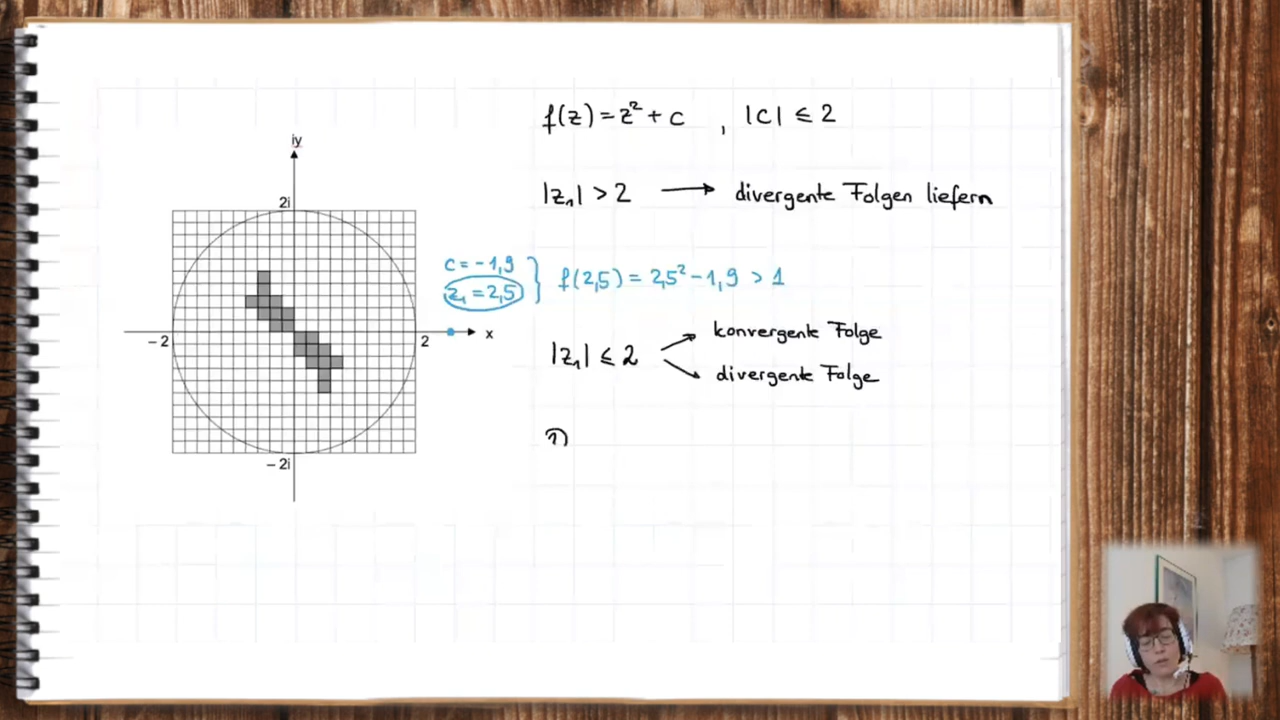 f(z) = z² + c , |c| ≤ 2
iy
|z₁| > 2 → divergente Folgen liefern
2i
c = -1,9
z₁ = 2,5
f(2,5) = 2,5² - 1,9 > 1
-2
2
x
konvergente Folge
|z₁| ≤ 2
divergente Folge
-2i